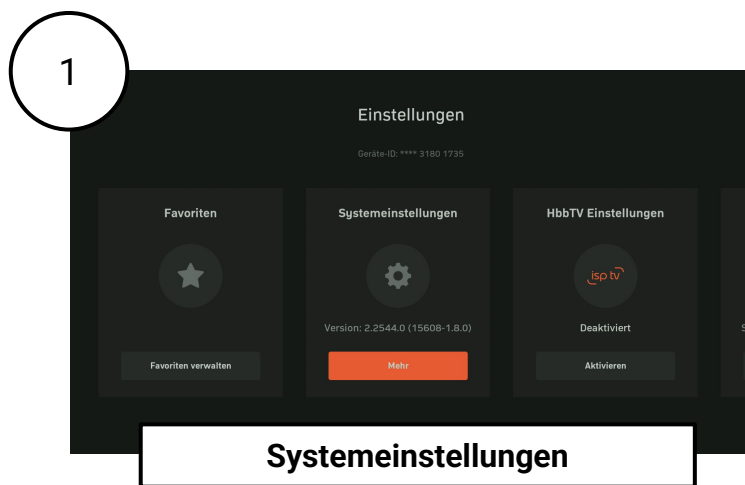 1
Einstellungen
Geräte-ID: **** 3180 1735
Favoriten
Systemeinstellungen
HbbTV Einstellungen
isp tv
Version: 2.2544.0 (15608-1.8.0)
Deaktiviert
Favoriten verwalten
Mehr
Aktivieren
Systemeinstellungen